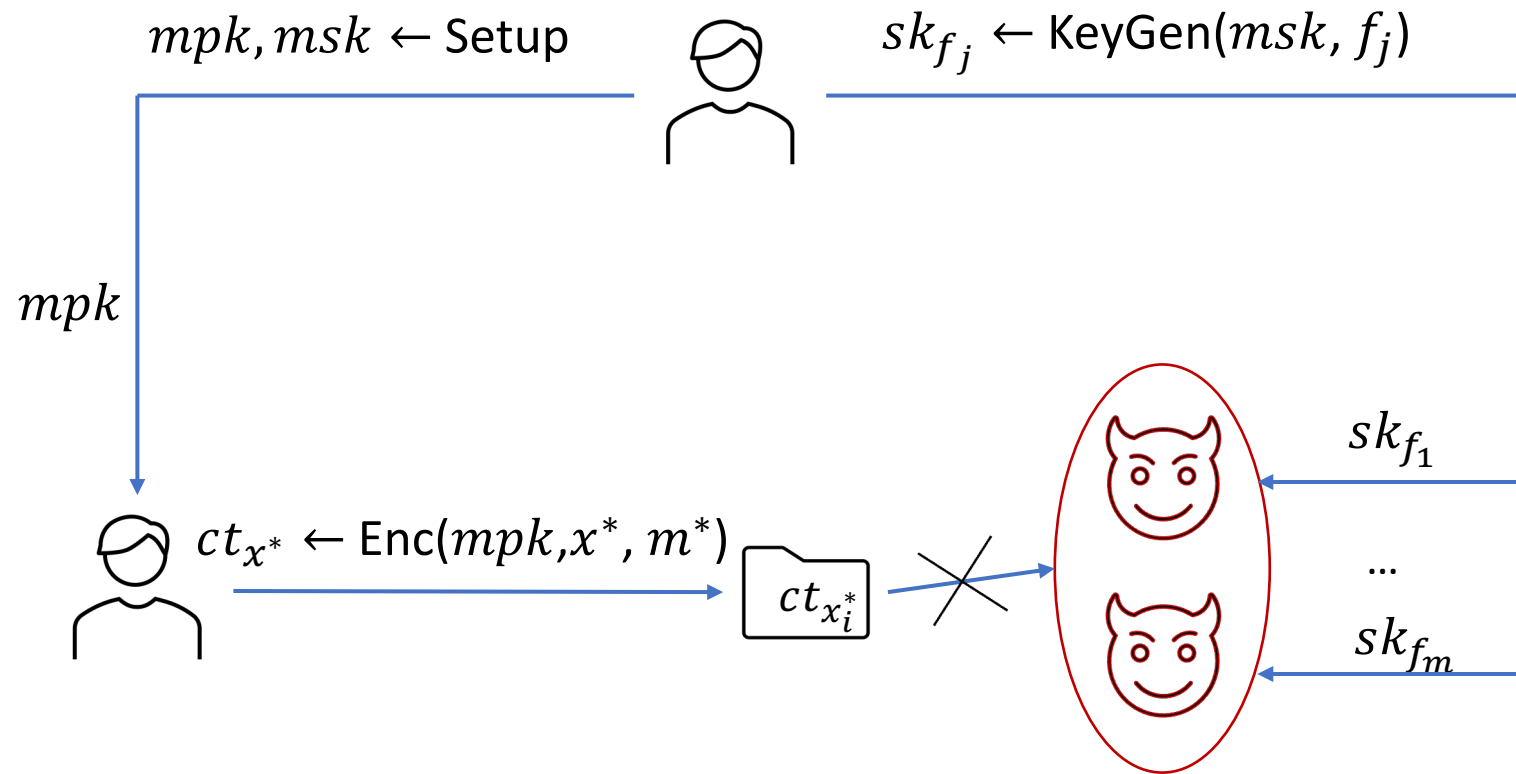 mpk, msk ← Setup
sk_{f_j} ← KeyGen(msk, f_j)
mpk
sk_{f_1}
ct_{x^*} ← Enc(mpk,x^*, m^*)
...
ct_{x_i^*}
sk_{f_m}